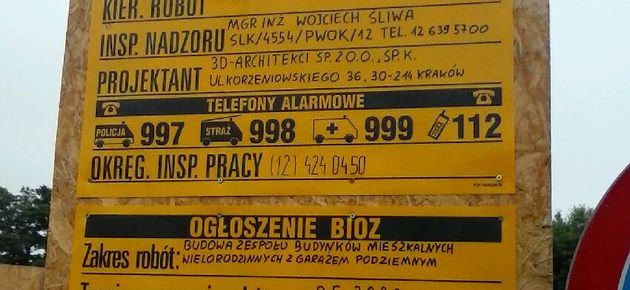 KIER. ROBÓT
INSP. NADZORU MGR INŻ WOJCIECH ŚLIWA
SLK/4554/PWOK/12 TEL. 12 639 5700
PROJEKTANT 3D-ARCHITEKCI SP. ZO.O., SP. K.
UL. KORZENIOWSKIEGO 36, 30-214 KRAKÓW
TELEFONY ALARMOWE
POLICJA 997 STRAŻ 998 999 112
OKRĘG. INSP. PRACY (12) 424 04 50
OGŁOSZENIE BIOZ
Zakres robót: BUDOWA ZESPOŁU BUDYNKÓW MIESZKALNYCH
WIELORODZINNYCH Z GARAŻEM PODZIEMNYM